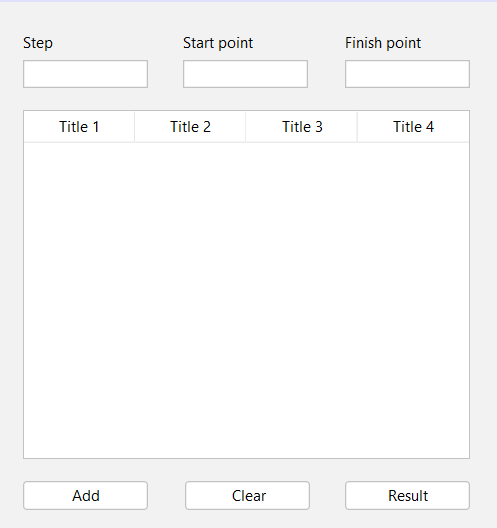 Step Start point Finish point
Title 1 Title 2 Title 3 Title 4
Add Clear Result